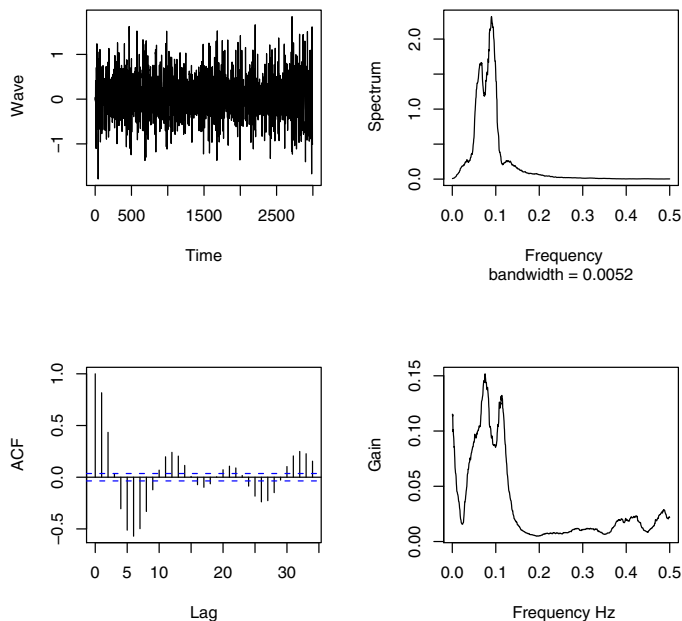 1
0
−1
Wave
0 500 1500 2500
Time
2.0
1.0
0.0
Spectrum
0.0 0.1 0.2 0.3 0.4 0.5
Frequency
bandwidth = 0.0052
1.0
0.5
0.0
−0.5
ACF
0 5 10 20 30
Lag
0.15
0.10
0.05
0.00
Gain
0.0 0.1 0.2 0.3 0.4 0.5
Frequency Hz